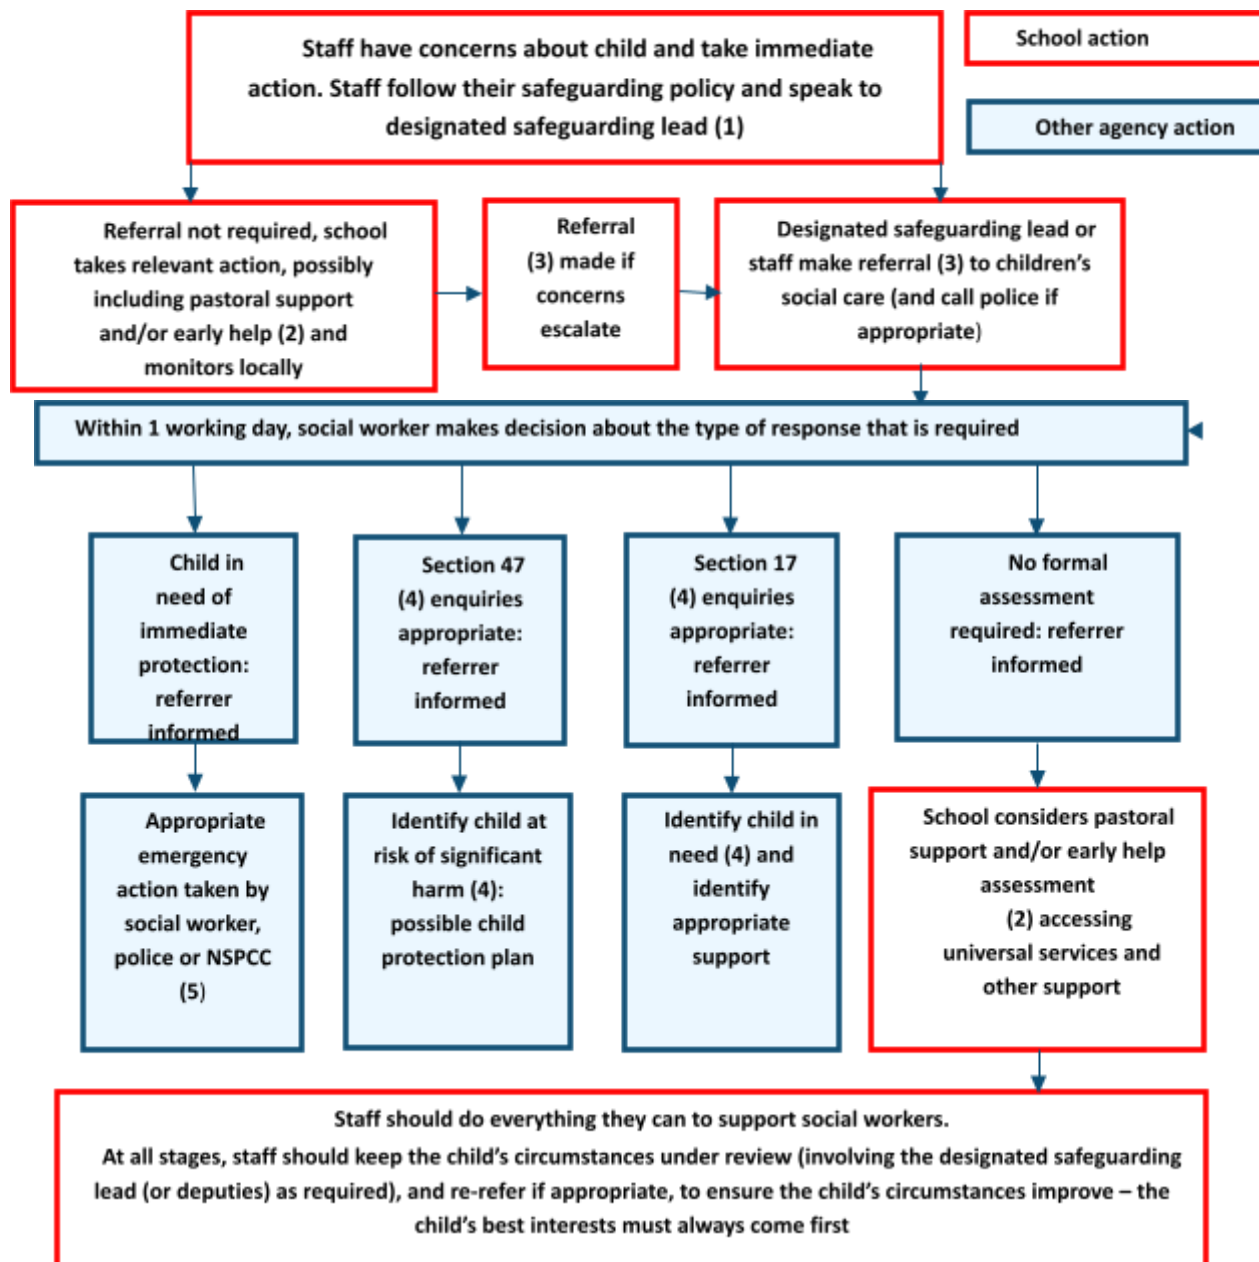 Staff have concerns about child and take immediate
action. Staff follow their safeguarding policy and speak to
designated safeguarding lead (1)
School action
Other agency action
Referral not required, school
takes relevant action, possibly
including pastoral support
and/or early help (2) and
monitors locally
Referral
(3) made if
concerns
escalate
Designated safeguarding lead or
staff make referral (3) to children’s
social care (and call police if
appropriate)
Within 1 working day, social worker makes decision about the type of response that is required
Child in
need of
immediate
protection:
referrer
informed
Section 47
(4) enquiries
appropriate:
referrer
informed
Section 17
(4) enquiries
appropriate:
referrer
informed
No formal
assessment
required: referrer
informed
Appropriate
emergency
action taken by
social worker,
police or NSPCC
(5)
Identify child at
risk of significant
harm (4):
possible child
protection plan
Identify child in
need (4) and
identify
appropriate
support
School considers pastoral
support and/or early help
assessment
(2) accessing
universal services and
other support
Staff should do everything they can to support social workers.
At all stages, staff should keep the child’s circumstances under review (involving the designated safeguarding
lead (or deputies) as required), and re-refer if appropriate, to ensure the child’s circumstances improve – the
child’s best interests must always come first